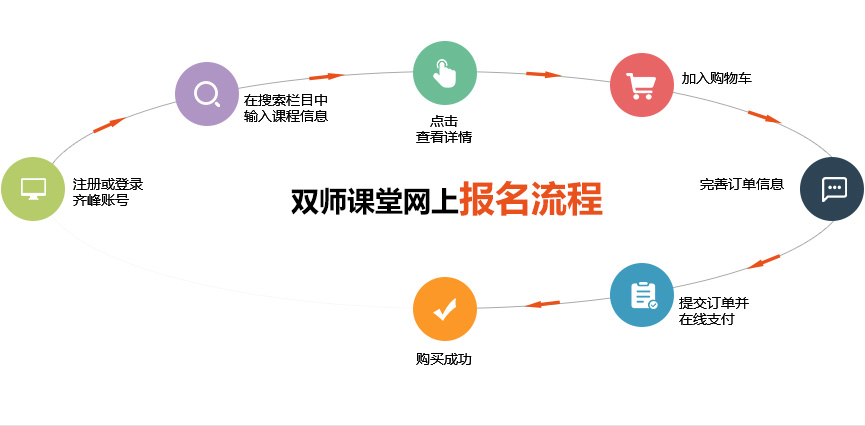 注册或登录
齐峰账号
在搜索栏目中
输入课程信息
点击
查看详情
加入购物车
完善订单信息
提交订单并
在线支付
购买成功
双师课堂网上报名流程